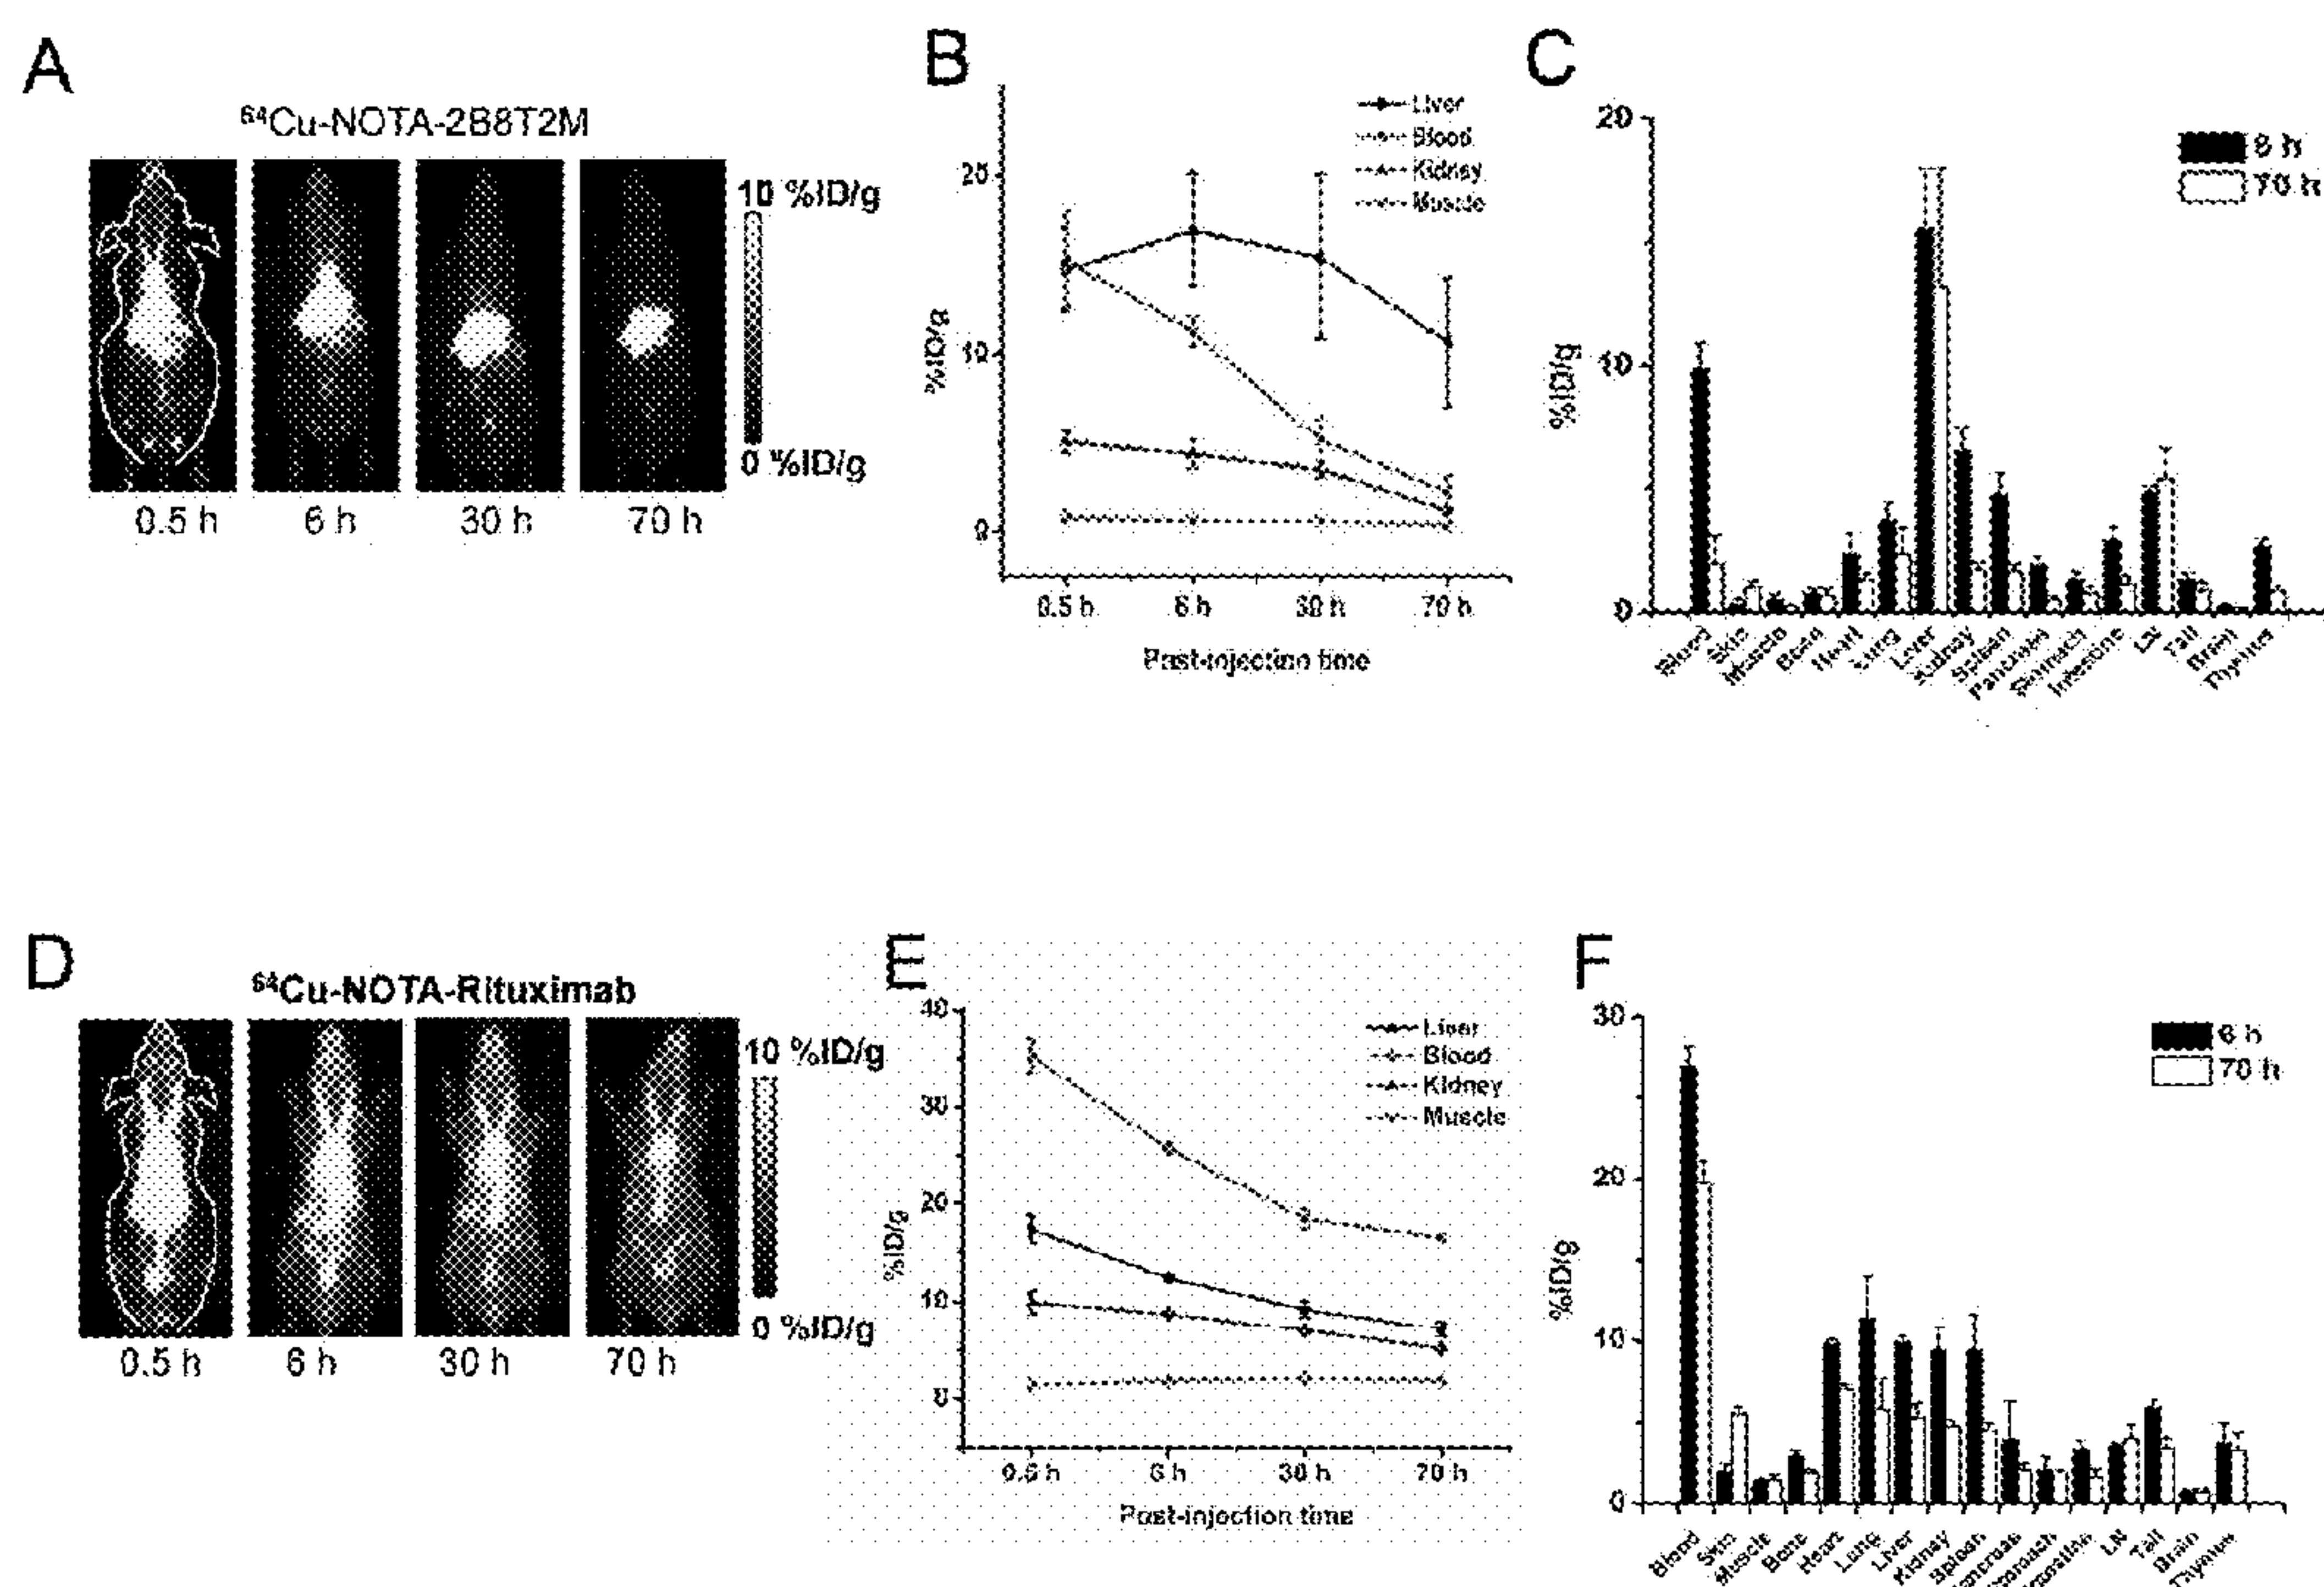 A
⁶⁴Cu-NOTA-2B8T2M
10 %ID/g
0 %ID/g
0.5 h
6 h
30 h
70 h
B
Liver
Blood
Kidney
Muscle
20
10
0
%ID/g
0.5 h
6 h
30 h
70 h
Post-injection time
C
6 h
70 h
20
10
0
%ID/g
Blood
Skin
Muscle
Bone
Heart
Lung
Liver
Kidney
Spleen
Pancreas
Stomach
Intestine
LN
Tail
Brain
Thymus
D
⁶⁴Cu-NOTA-Rituximab
10 %ID/g
0 %ID/g
0.5 h
6 h
30 h
70 h
E
Liver
Blood
Kidney
Muscle
40
30
20
10
0
%ID/g
0.5 h
6 h
30 h
70 h
Post-injection time
F
6 h
70 h
30
20
10
0
%ID/g
Blood
Skin
Muscle
Bone
Heart
Lung
Liver
Kidney
Spleen
LN
Tail
Brain
Thymus